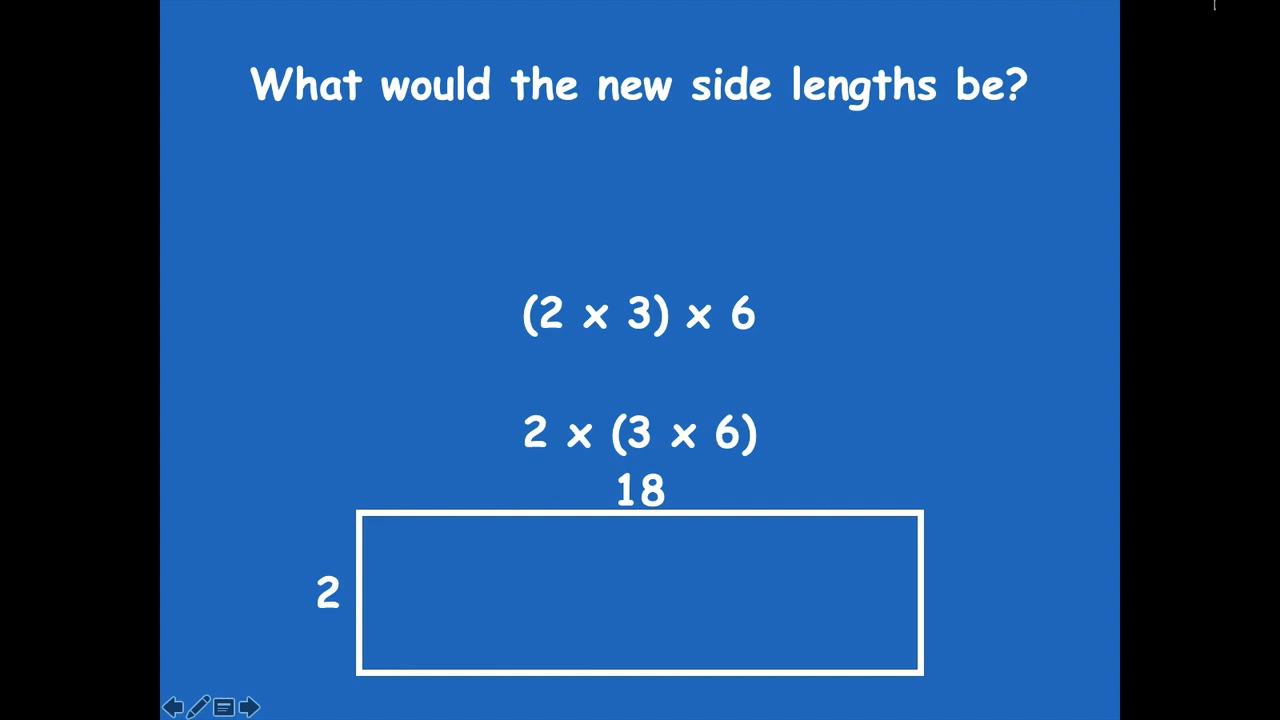 What would the new side lengths be?
(2 x 3) x 6
2 x (3 x 6)
18
2